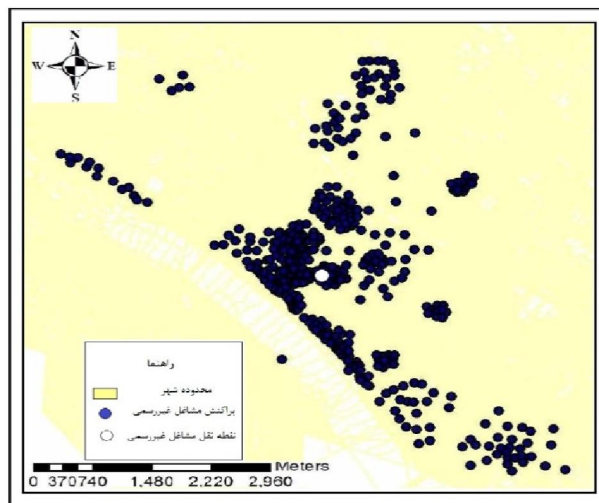 N
W E
S
راهنما
محدوده شهر
پراکنش مشاغل غیررسمی
نقطه ثقل مشاغل غیررسمی
Meters
0 370740 1,480 2,220 2,960